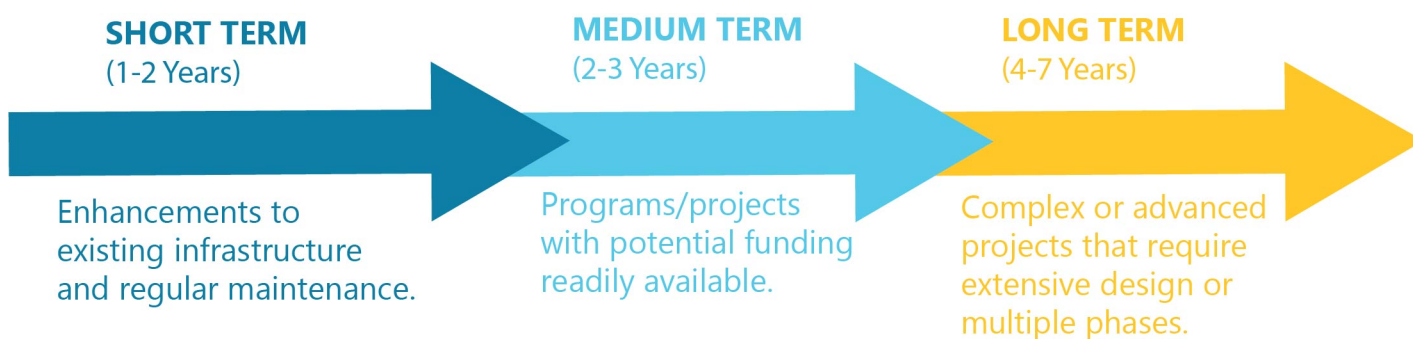 SHORT TERM
(1-2 Years)
Enhancements to
existing infrastructure
and regular maintenance.
MEDIUM TERM
(2-3 Years)
Programs/projects
with potential funding
readily available.
LONG TERM
(4-7 Years)
Complex or advanced
projects that require
extensive design or
multiple phases.